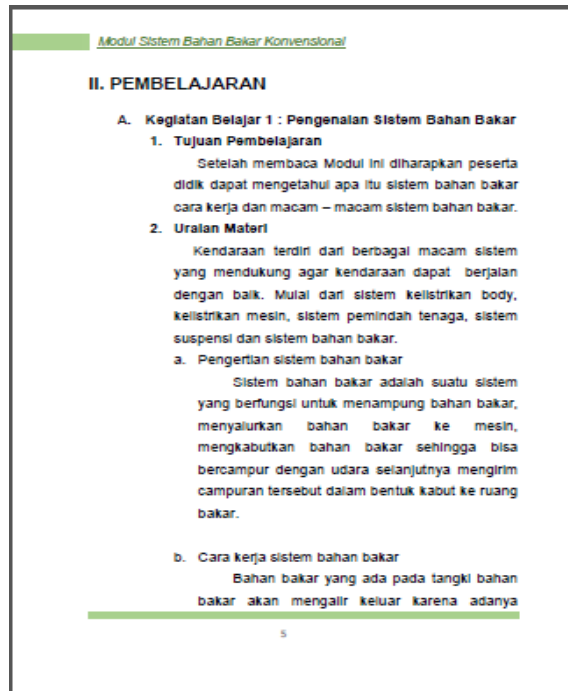 Modul Sistem Bahan Bakar Konvensional
II. PEMBELAJARAN
A. Kegiatan Belajar 1 : Pengenalan Sistem Bahan Bakar
1. Tujuan Pembelajaran
Setelah membaca Modul ini diharapkan peserta
didik dapat mengetahui apa itu sistem bahan bakar
cara kerja dan macam – macam sistem bahan bakar.
2. Uraian Materi
Kendaraan terdiri dari berbagai macam sistem
yang mendukung agar kendaraan dapat berjalan
dengan baik. Mulai dari sistem kelistrikan body,
kelistrikan mesin, sistem pemindah tenaga, sistem
suspensi dan sistem bahan bakar.
a. Pengertian sistem bahan bakar
Sistem bahan bakar adalah suatu sistem
yang berfungsi untuk menampung bahan bakar,
menyalurkan bahan bakar ke mesin,
mengkabutkan bahan bakar sehingga bisa
bercampur dengan udara selanjutnya mengirim
campuran tersebut dalam bentuk kabut ke ruang
bakar.
b. Cara kerja sistem bahan bakar
Bahan bakar yang ada pada tangki bahan
bakar akan mengalir keluar karena adanya
5